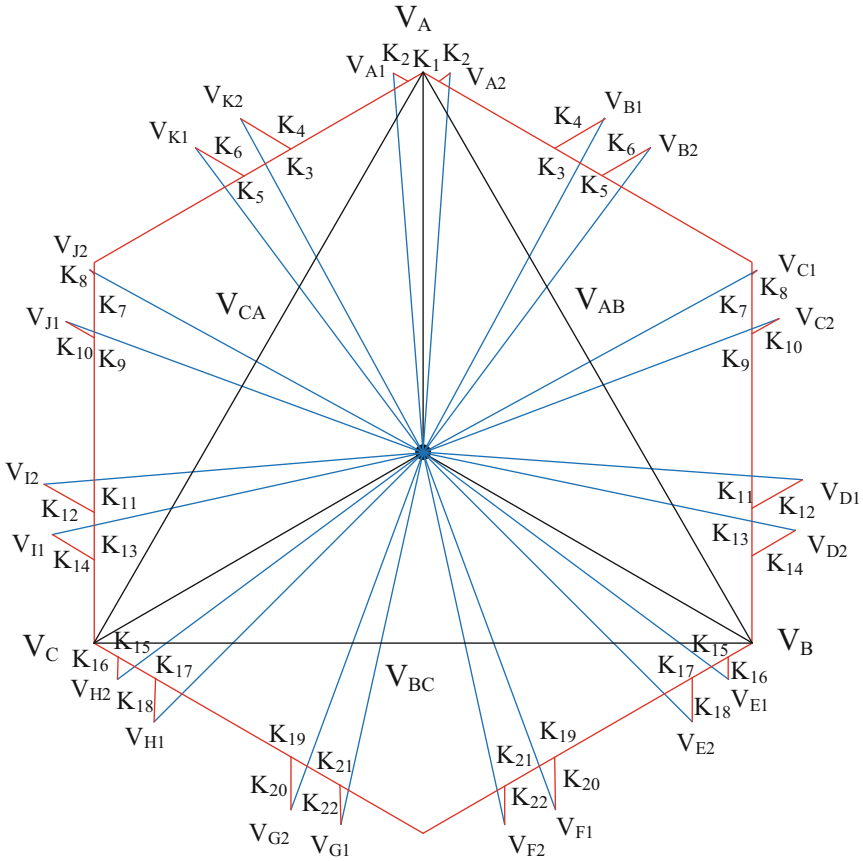 V_A
V_A1 K_2 K_1 K_2 V_A2
V_K2 V_B1
V_K1 K_4 K_4 V_B2
K_6 K_3 K_3 K_6
K_5 K_5
V_J2 V_C1
K_8 K_8
K_7 V_CA V_AB K_7
V_J1 V_C2
K_10 K_9 K_9 K_10
V_I2 V_D1
K_12 K_11 K_11 K_12
V_I1 K_13 K_13 V_D2
K_14 K_14
V_C K_15 K_15 V_B
K_16 K_17 K_17 K_16
V_H2 V_BC V_E1
K_18 K_18
V_H1 V_E2
K_19 K_19
K_21 K_21
K_20 K_22 K_22 K_20
V_G2 V_G1 V_F2 V_F1